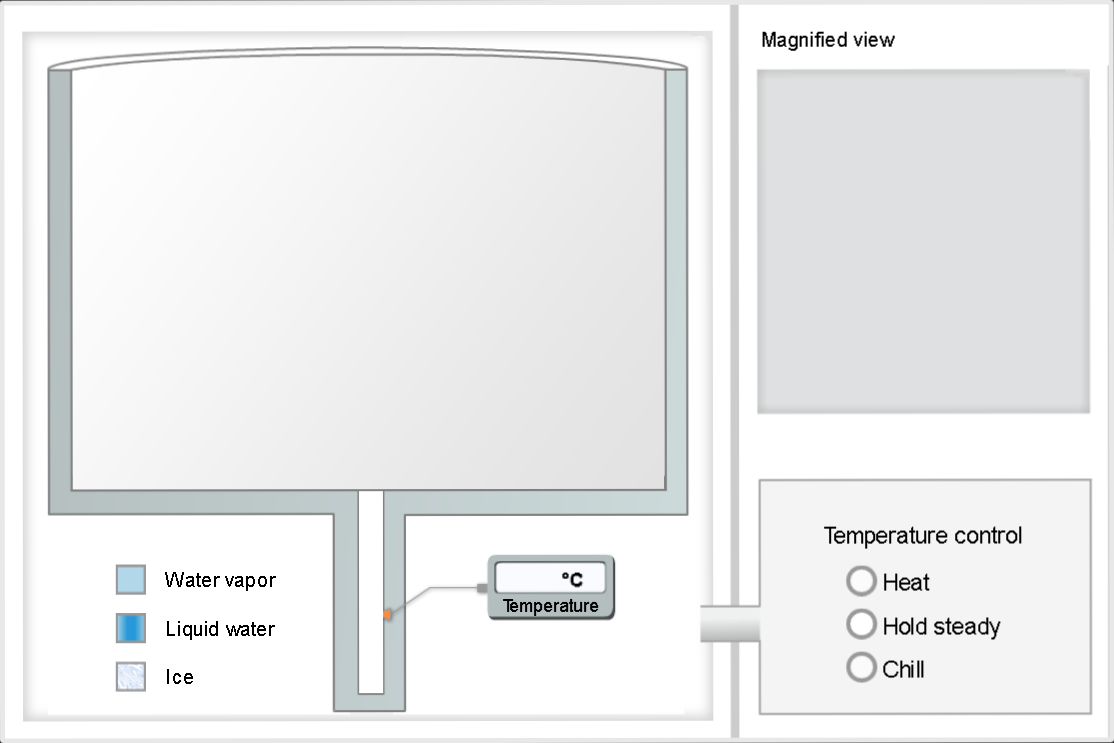 Magnified view
Water vapor
Liquid water
Ice
°C
Temperature
Temperature control
Heat
Hold steady
Chill